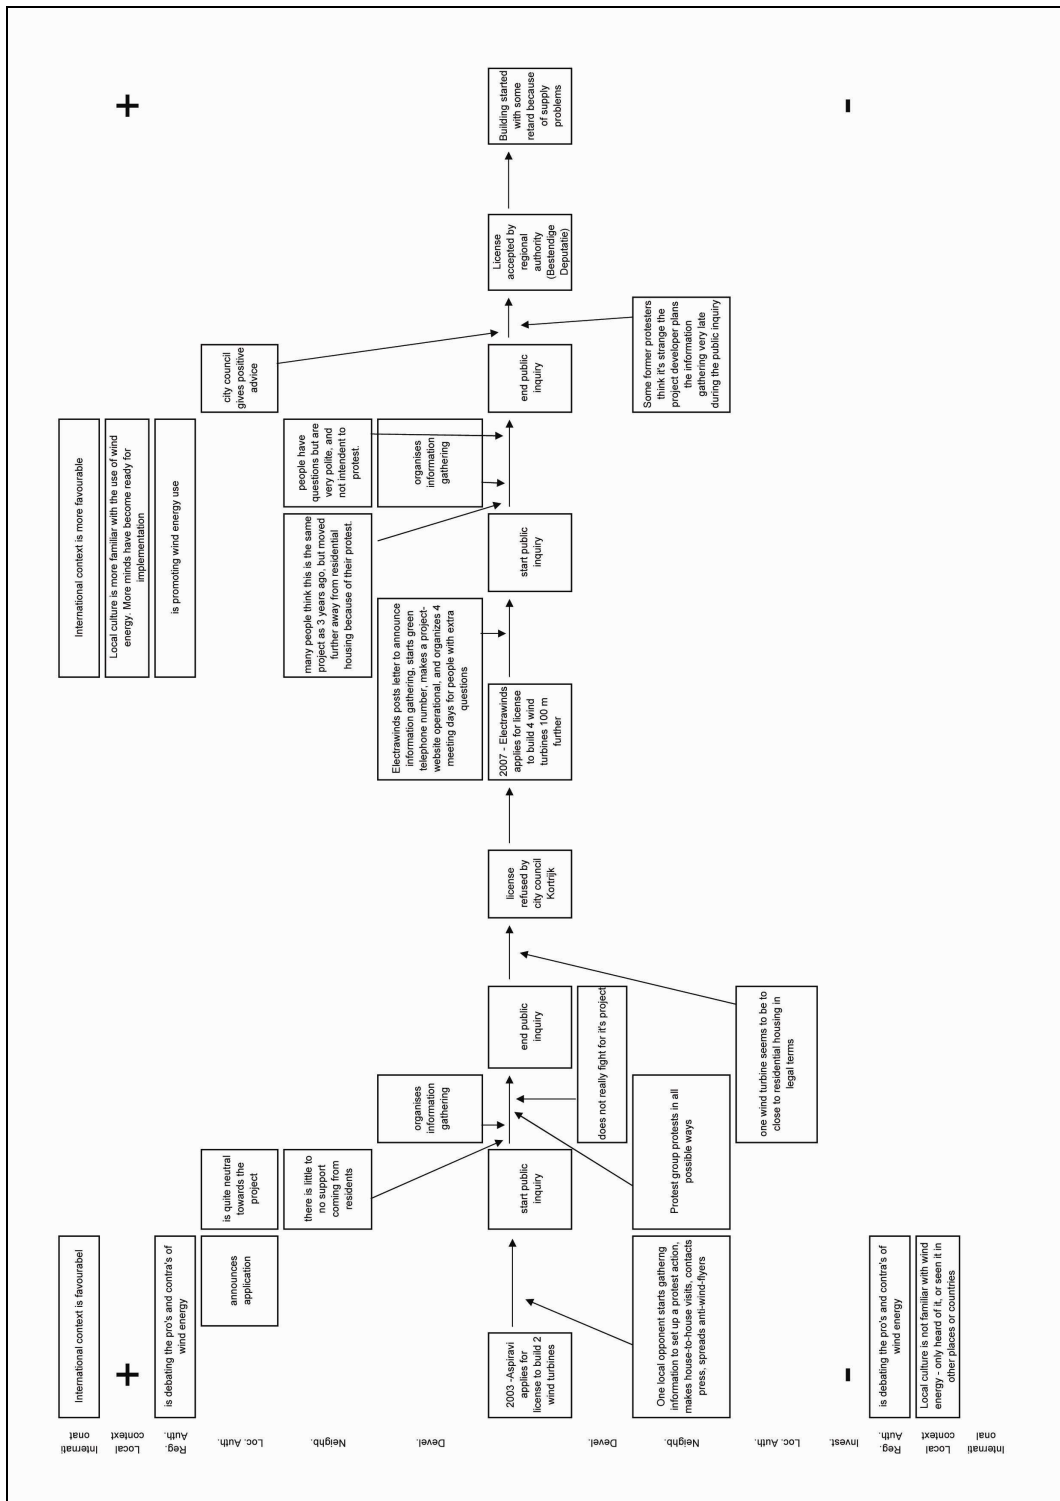 Internati
onal
International context is favourabel
International context is more favourable
Local
context
+
Local culture is more familiar with the use of wind
energy. More minds have become ready for
implementation
+
Reg.
Auth.
is debating the pro's and contra's of
wind energy
is promoting wind energy use
Loc. Auth.
announces
application
is quite neutral
towards the
project
city council
gives positive
advice
Neighb.
there is little to
no support
coming from
residents
many people think this is the same
project as 3 years ago, but moved
further away from residential
housing because of their protest.
people have
questions but are
very polite, and
not intendent to
protest.
Devel.
organises
information
gathering
Electrawinds posts letter to announce
information gathering, starts green
telephone number, makes a project-
website operational, and organizes 4
meeting days for people with extra
questions
organises
information
gathering
2003 -Aspiravi
applies for
license to build 2
wind turbines
start public
inquiry
end public
inquiry
license
refused by
city council
Kortrijk
2007 - Electrawinds
applies for license
to build 4 wind
turbines 100 m
further
start public
inquiry
end public
inquiry
License
accepted by
regional
authority
(Bestendige
Deputatie)
Building started
with some
retard because
of supply
problems
Devel.
does not really fight for it's project
Neighb.
One local opponent starts gathering
information to set up a protest action,
makes house-to-house visits, contacts
press, spreads anti-wind-flyers
Protest group protests in all
possible ways
Some former protesters
think it's strange the
project developer plans
the information
gathering very late
during the public inquiry
Loc. Auth.
one wind turbine seems to be to
close to residential housing in
legal terms
Invest.
-
-
Reg.
Auth.
is debating the pro's and contra's of
wind energy
Local
context
Local culture is not familiar with wind
energy - only heard of it, or seen it in
other places or countries
Internati
onal